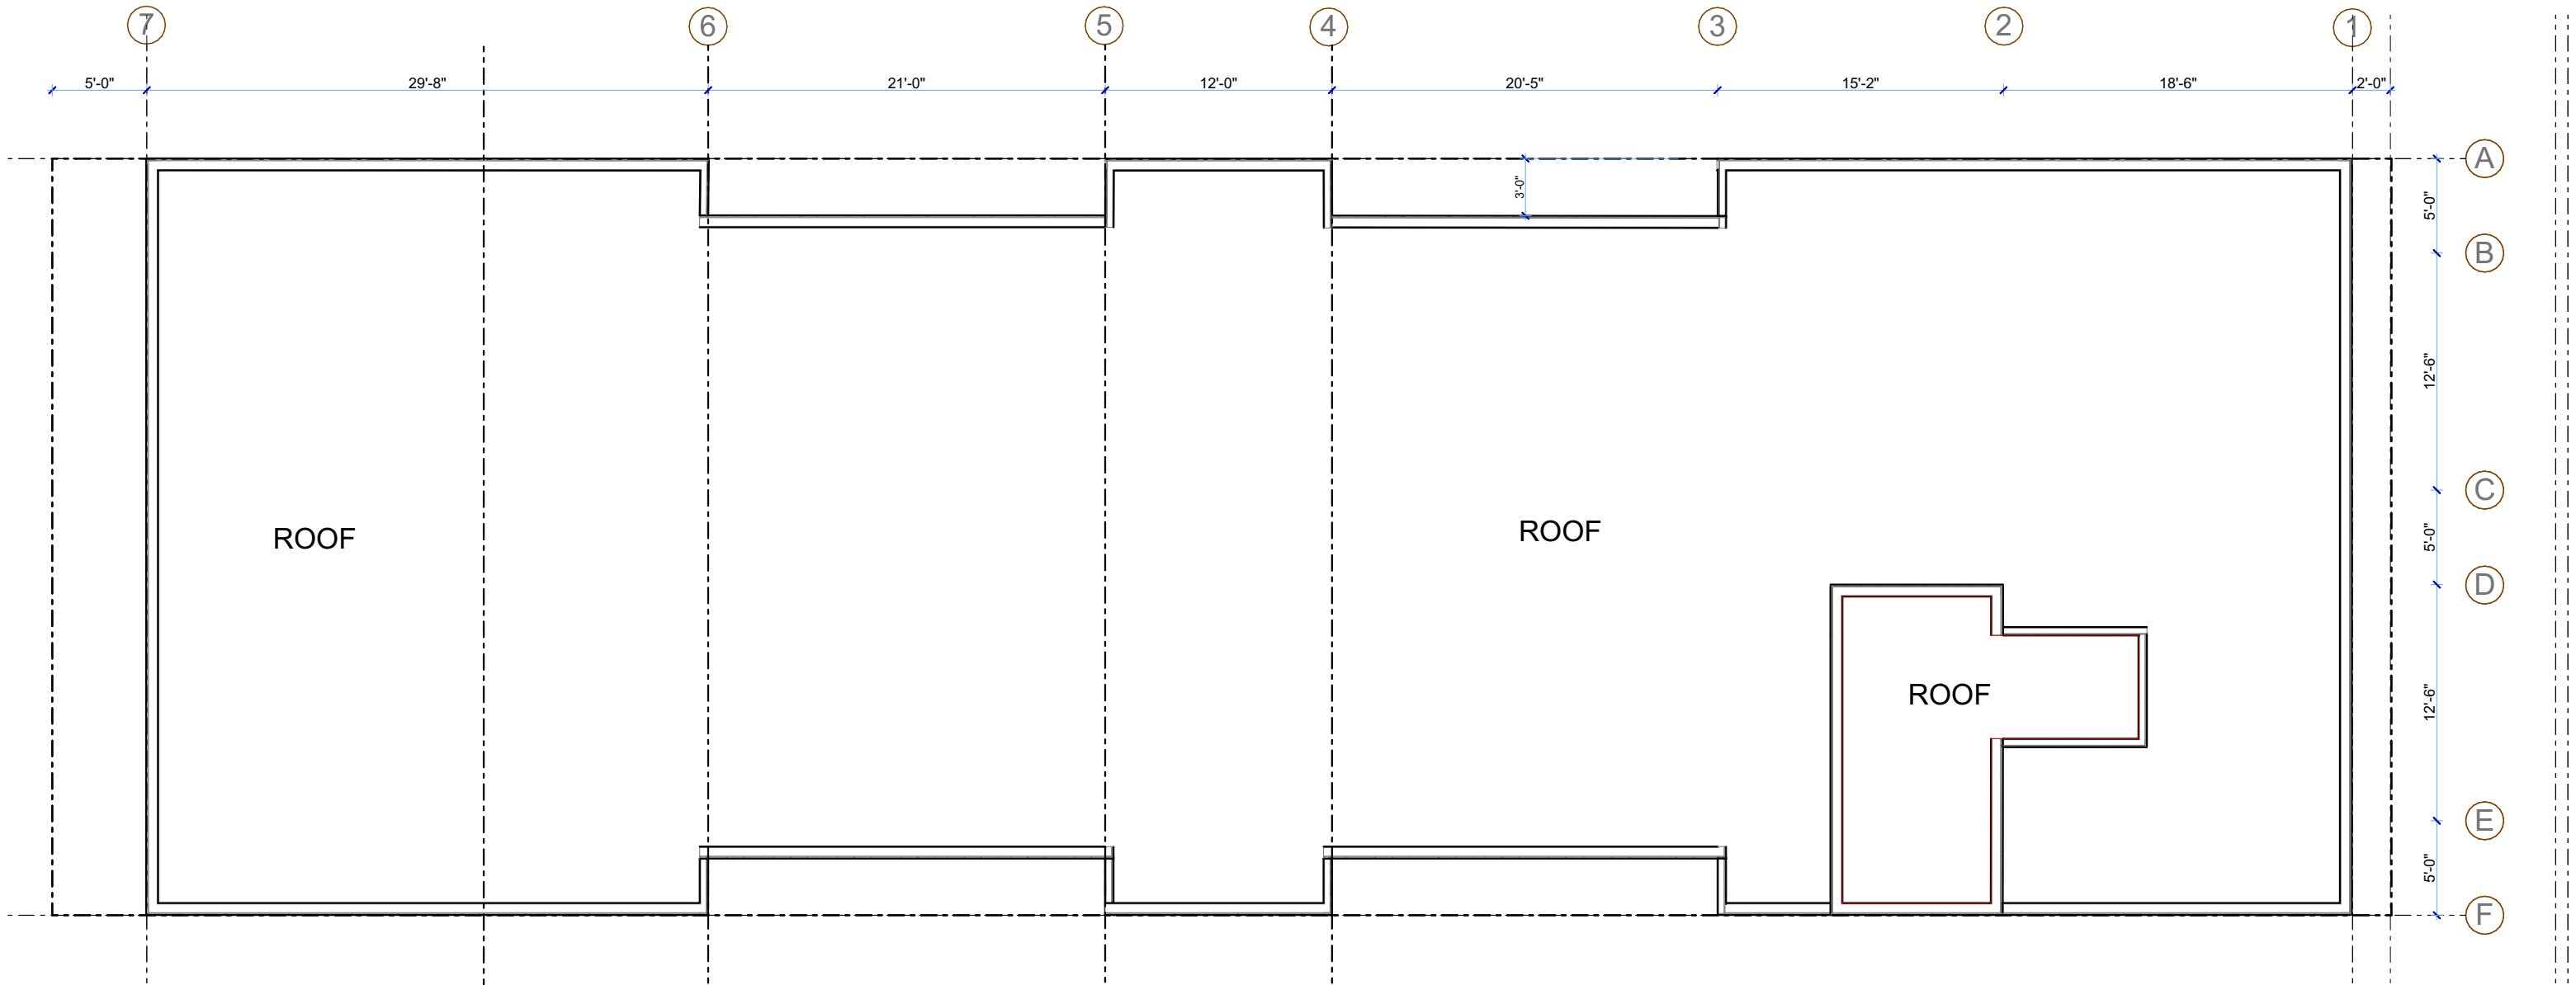 7 6 5 4 3 2 1
5'-0" 29'-8" 21'-0" 12'-0" 20'-5" 15'-2" 18'-6" 2'-0"
A
3'-0"
5'-0"
B
12'-6"
C
ROOF
ROOF
5'-0"
D
ROOF
12'-6"
E
5'-0"
F